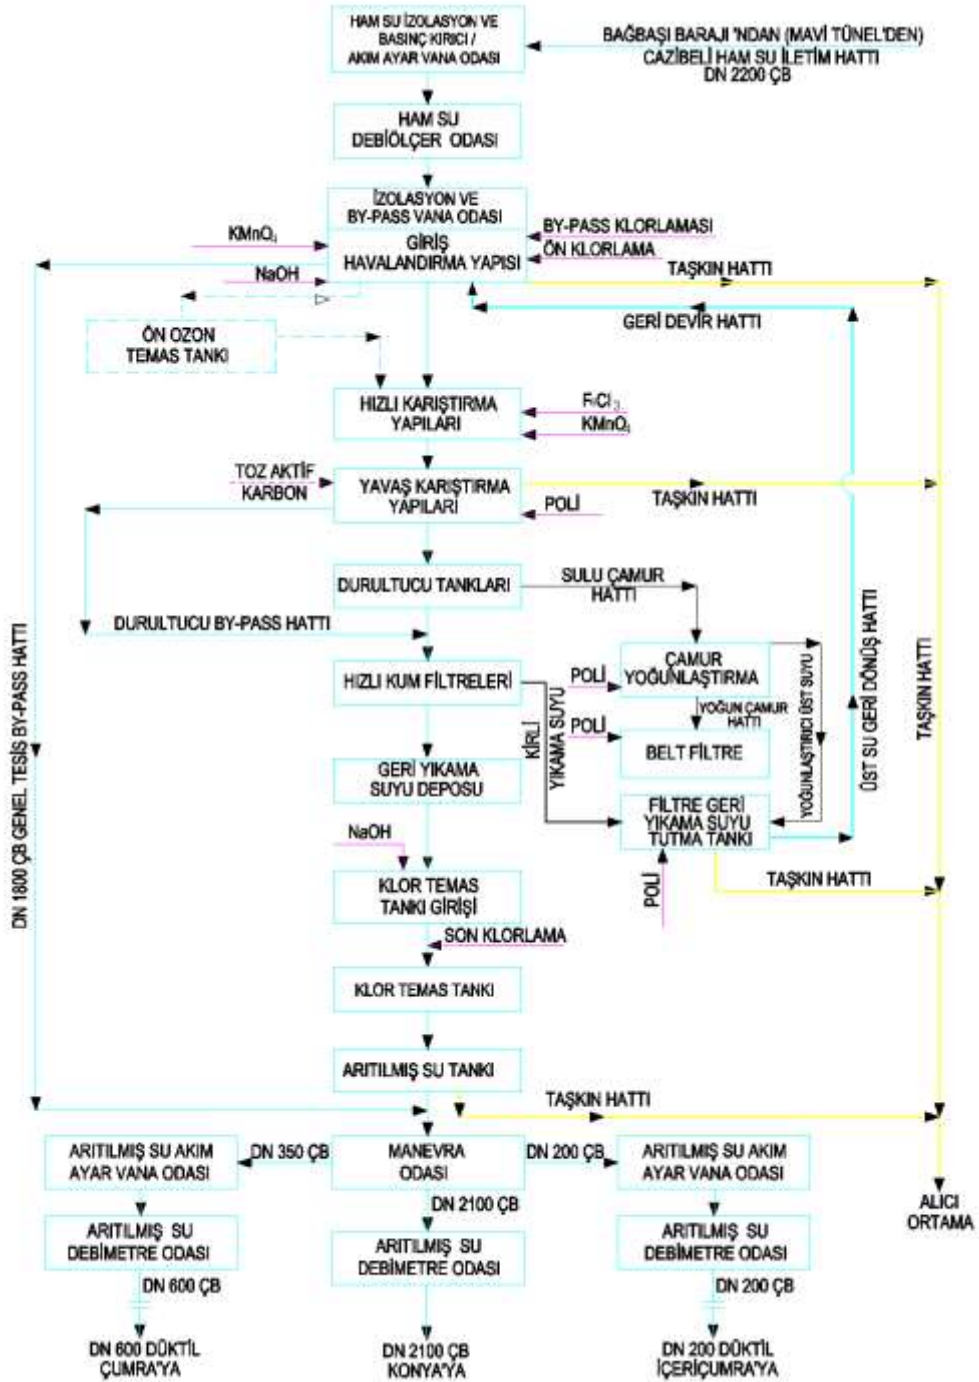 HAM SU İZOLASYON VE
BASINÇ KIRICI /
AKIM AYAR VANA ODASI
BAĞBAŞI BARAJI 'NDAN (MAVİ TÜNEL'DEN)
CAZİBELİ HAM SU İLETİM HATTI
DN 2200 ÇB
HAM SU
DEBİÖLÇER ODASI
İZOLASYON VE
BY-PASS VANA ODASI
GİRİŞ
HAVALANDIRMA YAPISI
KMnO4
NaOH
BY-PASS KLORLAMASI
ÖN KLORLAMA
TAŞKIN HATTI
GERİ DEVİR HATTI
ÖN OZON
TEMAS TANKI
HIZLI KARIŞTIRMA
YAPILARI
FeCl 3
KMnO4
TOZ AKTİF
KARBON
YAVAŞ KARIŞTIRMA
YAPILARI
TAŞKIN HATTI
POLİ
DURULTUCU TANKLARI
SULU ÇAMUR
HATTI
DURULTUCU BY-PASS HATTI
HIZLI KUM FİLTRELERİ
KİRLİ
YIKAMA SUYU
POLİ
ÇAMUR
YOĞUNLAŞTIRMA
YOĞUN ÇAMUR
HATTI
POLİ
BELT FİLTRE
YOĞUNLAŞTIRICI ÜST SUYU
ÜST SU GERİ DÖNÜŞ HATTI
TAŞKIN HATTI
DN 1800 ÇB GENEL TESİS BY-PASS HATTI
GERİ YIKAMA
SUYU DEPOSU
FİLTRE GERİ
YIKAMA SUYU
TUTMA TANKI
NaOH
KLOR TEMAS
TANKI GİRİŞİ
POLİ
TAŞKIN HATTI
SON KLORLAMA
KLOR TEMAS TANKI
ARITILMIŞ SU TANKI
TAŞKIN HATTI
ARITILMIŞ SU AKIM
AYAR VANA ODASI
DN 350 ÇB
MANEVRA
ODASI
DN 200 ÇB
ARITILMIŞ SU AKIM
AYAR VANA ODASI
DN 2100 ÇB
ALICI
ORTAMA
ARITILMIŞ SU
DEBİMETRE ODASI
ARITILMIŞ SU
DEBİMETRE ODASI
ARITILMIŞ SU
DEBİMETRE ODASI
DN 600 ÇB
DN 200 ÇB
DN 600 DÜKTİL
ÇUMRA'YA
DN 2100 ÇB
KONYA'YA
DN 200 DÜKTİL
İÇERİÇUMRA'YA